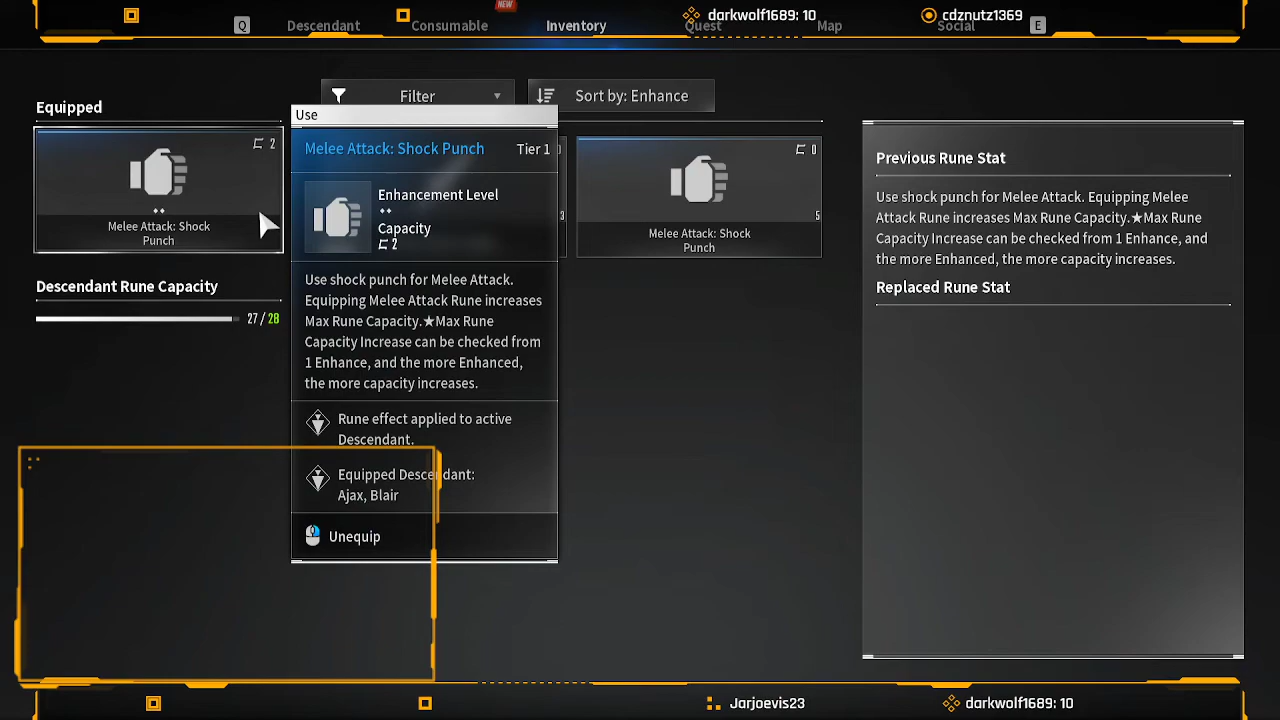 darkwolf1689: 10
cdznutz1369
NEW
Q
Descendant
Consumable
Inventory
Quest
Map
Social
E
Filter
Sort by: Enhance
Equipped
2
Melee Attack: Shock
Punch
Descendant Rune Capacity
27 / 28
Use
Melee Attack: Shock Punch
Tier 1
Enhancement Level
Capacity
2
Use shock punch for Melee Attack.
Equipping Melee Attack Rune increases
Max Rune Capacity.★Max Rune
Capacity Increase can be checked from
1 Enhance, and the more Enhanced,
the more capacity increases.
Rune effect applied to active
Descendant.
Equipped Descendant:
Ajax, Blair
Unequip
0
3
0
5
Melee Attack: Shock
Punch
Previous Rune Stat
Use shock punch for Melee Attack. Equipping Melee
Attack Rune increases Max Rune Capacity.★Max Rune
Capacity Increase can be checked from 1 Enhance, and
the more Enhanced, the more capacity increases.
Replaced Rune Stat
Jarjoevis23
darkwolf1689: 10